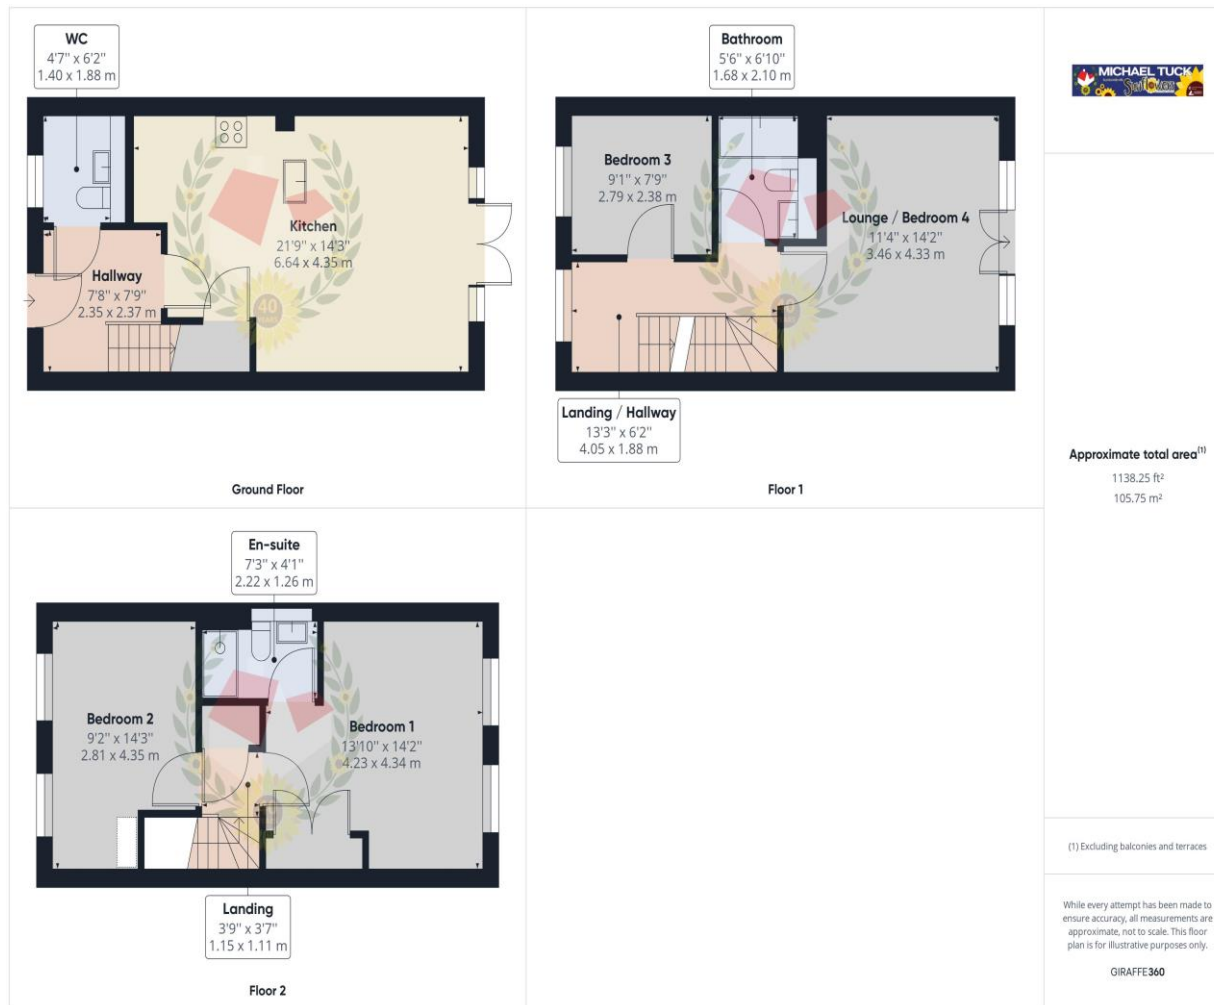 WC
4'7" x 6'2"
1.40 x 1.88 m
Kitchen
21'9" x 14'3"
6.64 x 4.35 m
Hallway
7'8" x 7'9"
2.35 x 2.37 m
40
Ground Floor
Bathroom
5'6" x 6'10"
1.68 x 2.10 m
Bedroom 3
9'1" x 7'9"
2.79 x 2.38 m
Lounge / Bedroom 4
11'4" x 14'2"
3.46 x 4.33 m
Landing / Hallway
13'3" x 6'2"
4.05 x 1.88 m
Floor 1
En-suite
7'3" x 4'1"
2.22 x 1.26 m
Bedroom 2
9'2" x 14'3"
2.81 x 4.35 m
Bedroom 1
13'10" x 14'2"
4.23 x 4.34 m
Landing
3'9" x 3'7"
1.15 x 1.11 m
Floor 2
MICHAEL TUCK
Approximate total area(1)
1138.25 ft²
105.75 m²
(1) Excluding balconies and terraces
While every attempt has been made to
ensure accuracy, all measurements are
approximate, not to scale. This floor
plan is for illustrative purposes only.
GIRAFFE360